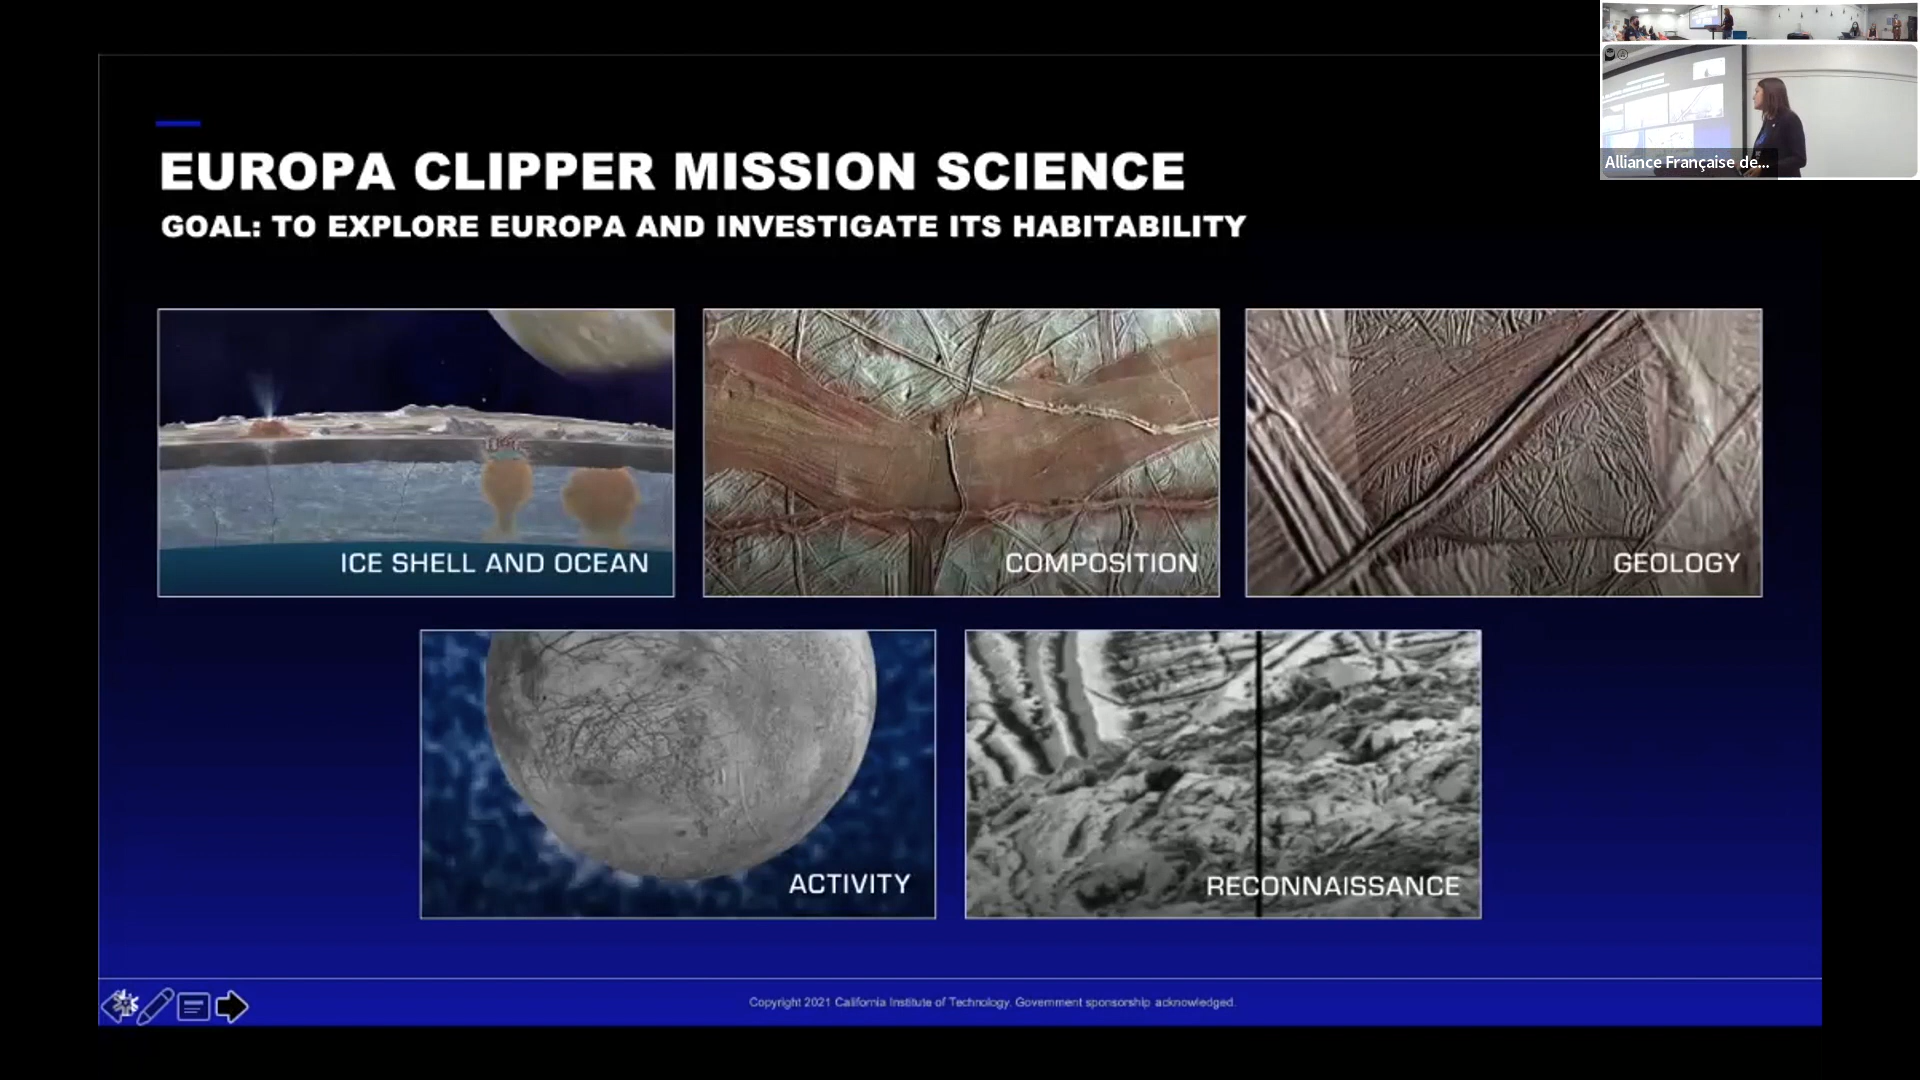 EUROPA CLIPPER MISSION SCIENCE
GOAL: TO EXPLORE EUROPA AND INVESTIGATE ITS HABITABILITY
Alliance Française de...
ICE SHELL AND OCEAN
COMPOSITION
GEOLOGY
ACTIVITY
RECONNAISSANCE
Copyright 2021 California Institute of Technology. Government sponsorship acknowledged.